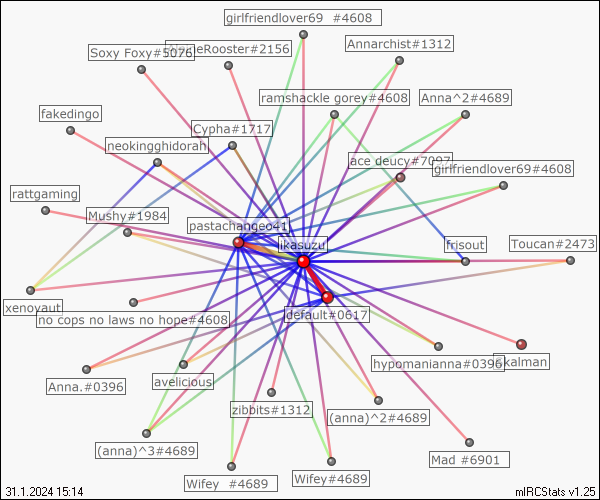 girlfriendlover69  #4608
Annarchist#1312
Soxy Foxy#5076
Rooster#2156
ramshackle gorey#4608
Anna^2#4689
fakedingo
Cypha#1717
neokingghidorah
ace deucy#7097
girlfriendlover69#4608
rattgaming
Mushy#1984
pastachangeo41
ikasuzu
frisout
Toucan#2473
xenoyaut
no cops no laws no hope#4608
default#0617
hypomanianna#0396
kalman
Anna.#0396
avelicious
zibbits#1312
(anna)^2#4689
(anna)^3#4689
Mad #6901
Wifey  #4689
Wifey#4689
31.1.2024 15:14
mIRCStats v1.25